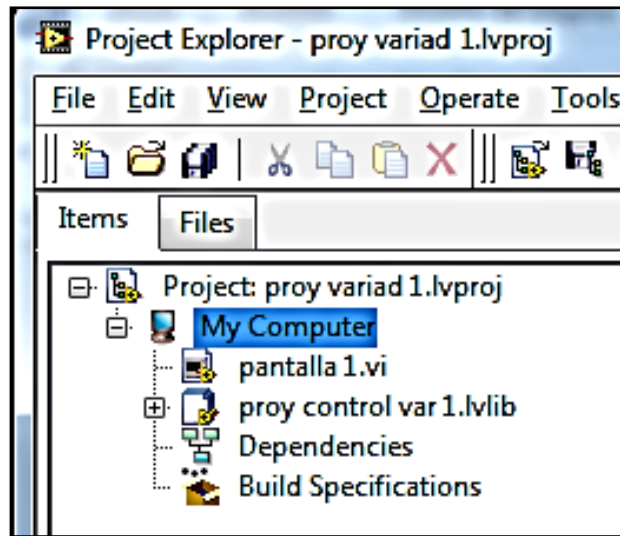 Project Explorer - proy variad 1.lvproj
File Edit View Project Operate Tools
Items Files
Project: proy variad 1.lvproj
My Computer
pantalla 1.vi
proy control var 1.lvlib
Dependencies
Build Specifications